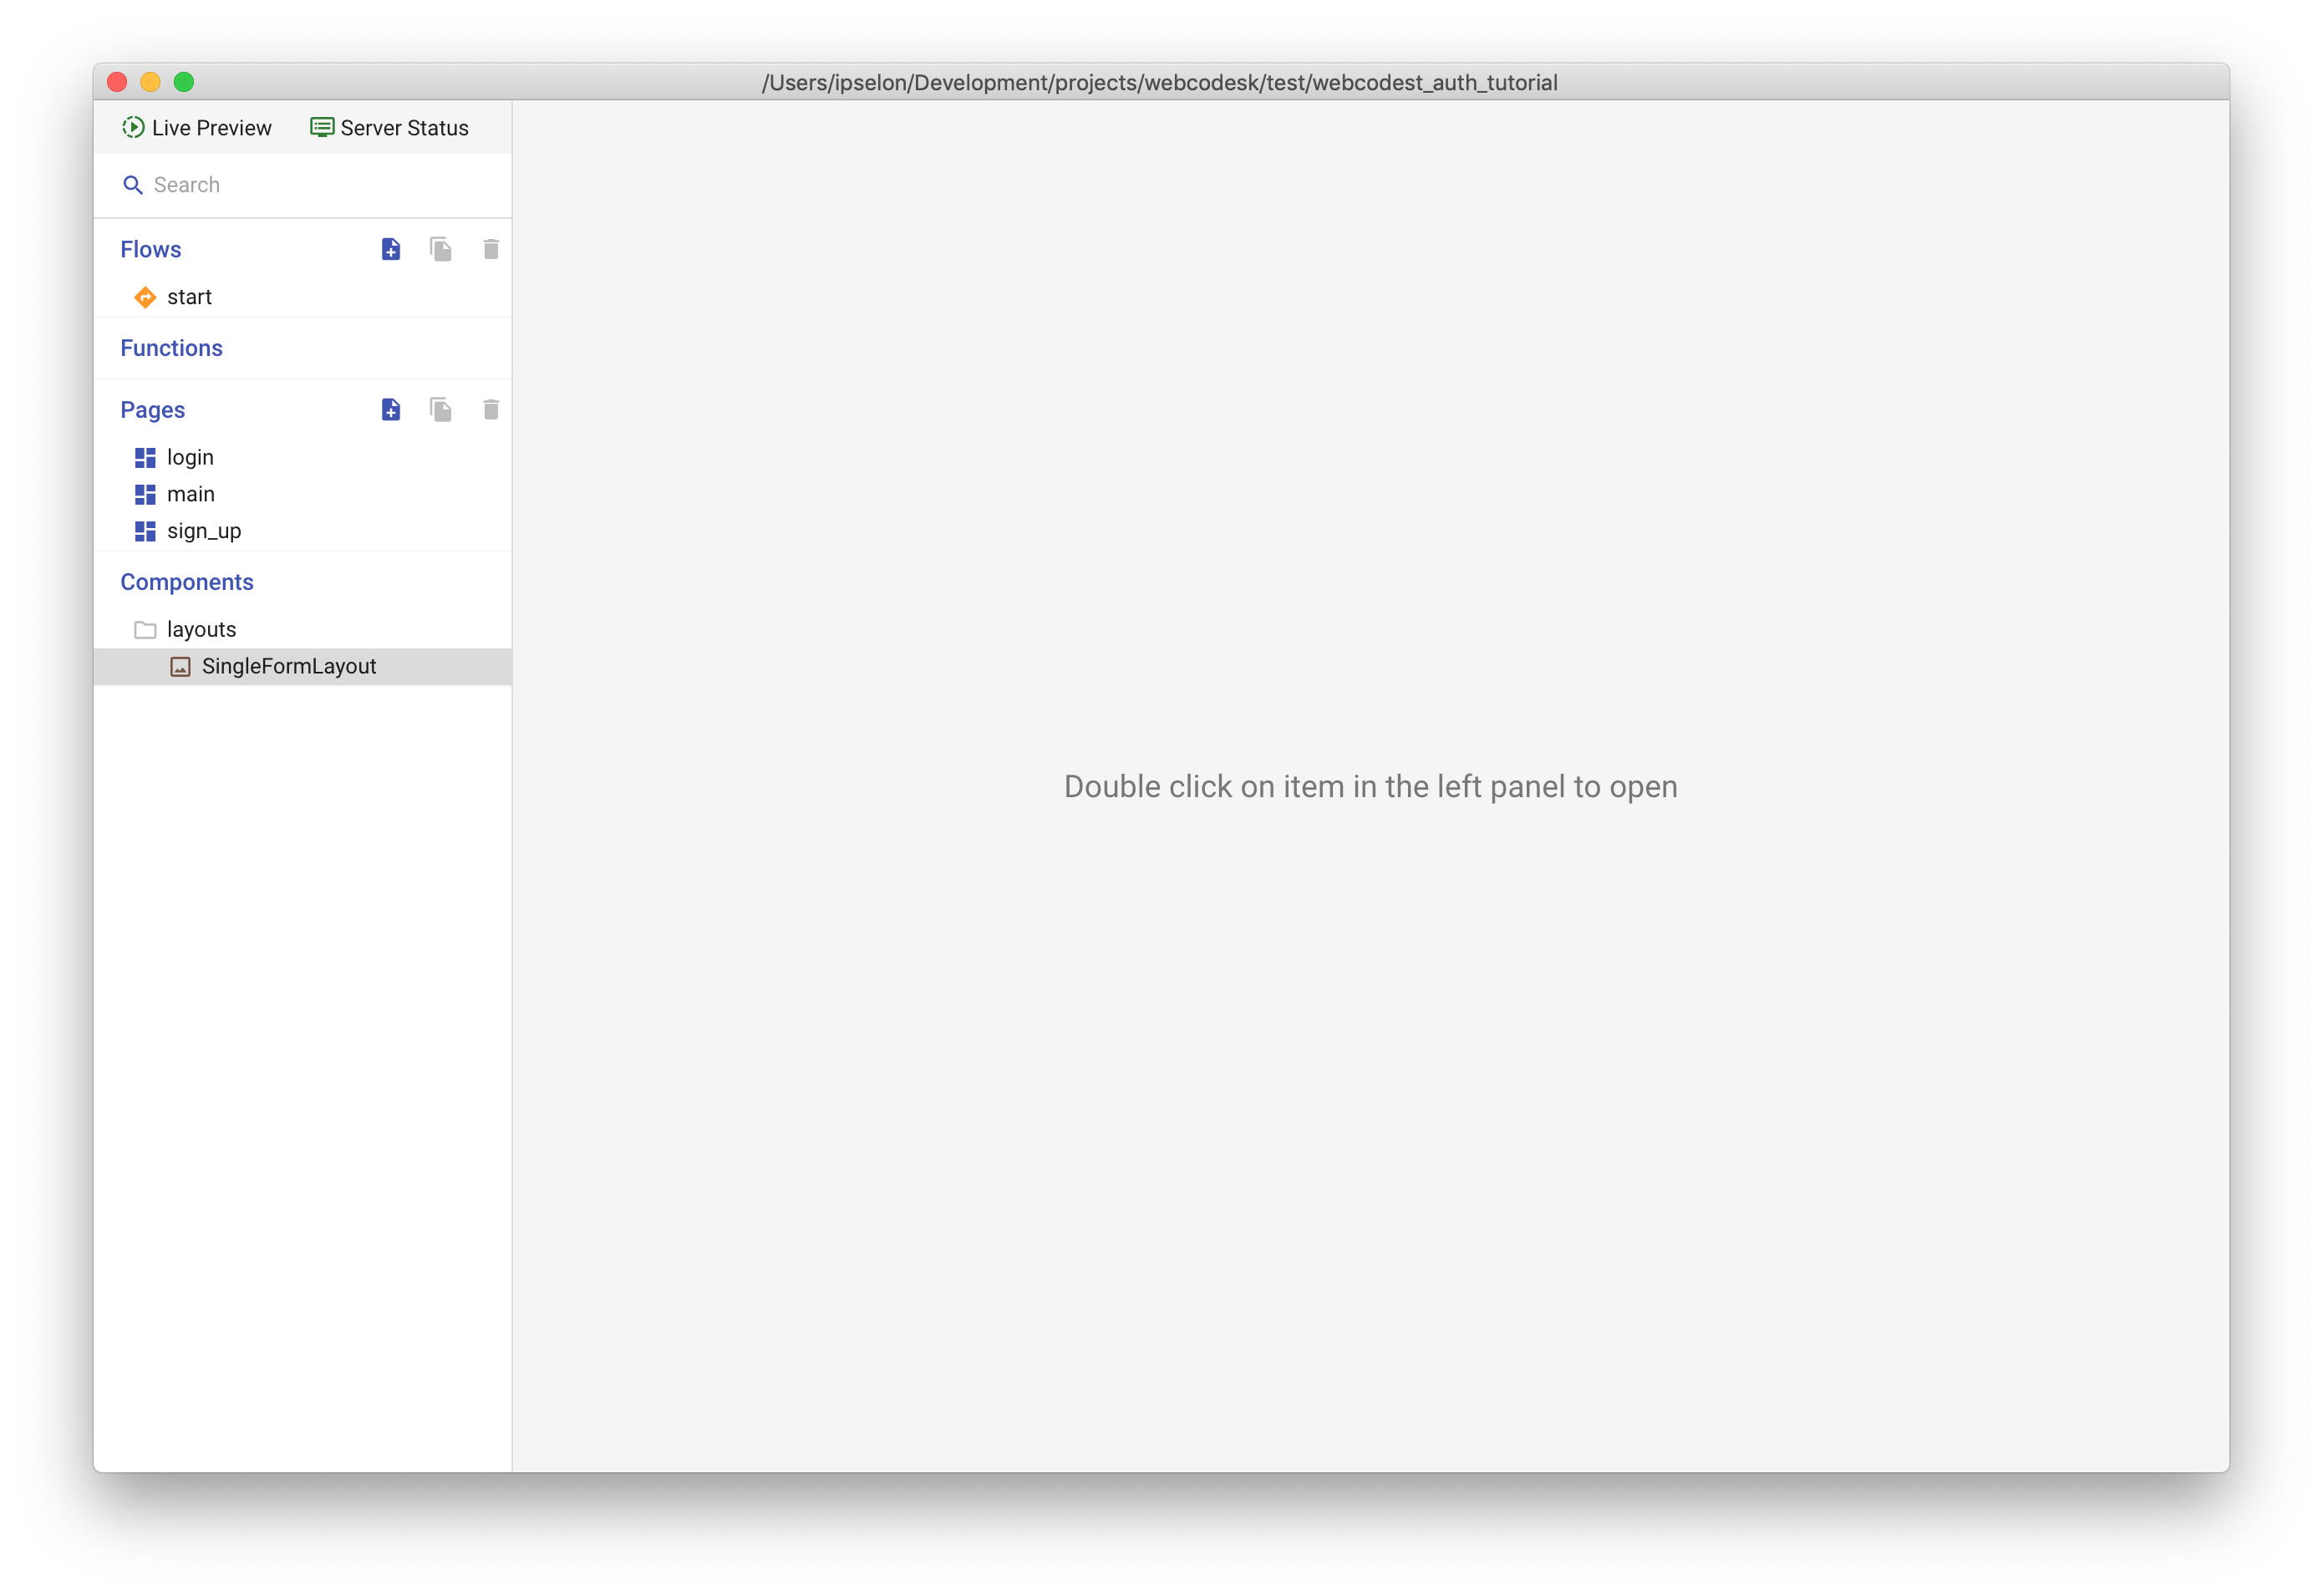 /Users/ipselon/Development/projects/webcodesk/test/webcodest_auth_tutorial
Live Preview Server Status
Search
Flows
start
Functions
Pages
login
main
sign_up
Components
layouts
SingleFormLayout
Double click on item in the left panel to open